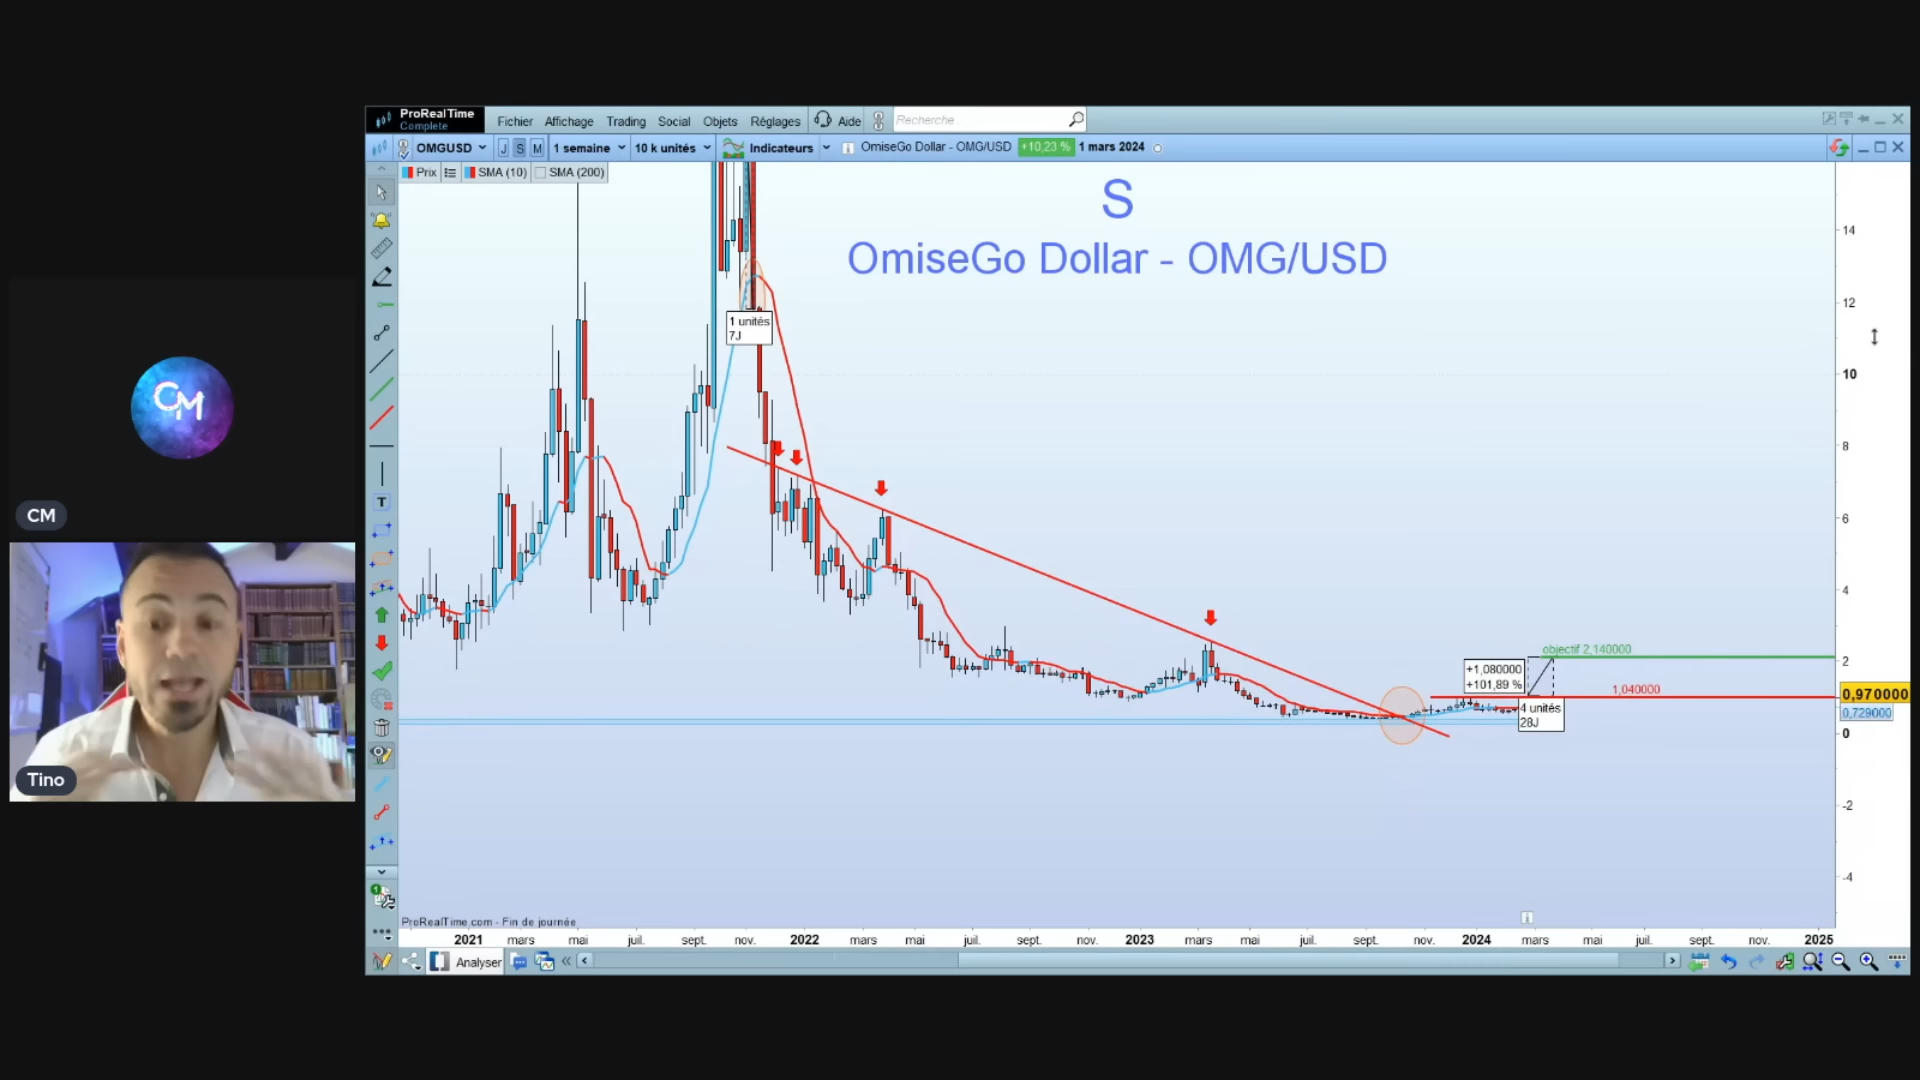 ProRealTime
Complete
Fichier Affichage Trading Social Objets Réglages Aide Recherche
OMGUSD J S M 1 semaine 10 k unités Indicateurs OmiseGo Dollar - OMG/USD +10,23 % 1 mars 2024
Prix SMA (10) SMA (200)
S
OmiseGo Dollar - OMG/USD
14
12
10
8
6
4
2
0
-2
-4
1 unités
7J
objectif 2,140000
+1,080000
+101,89 %
1,040000
0,970000
0,729000
4 unités
28J
CM
CM
Tino
T
1
ProRealTime.com - Fin de journée
2021 mars mai juil. sept. nov. 2022 mars mai juil. sept. nov. 2023 mars mai juil. sept. nov. 2024 mars mai juil. sept. nov. 2025
Analyser